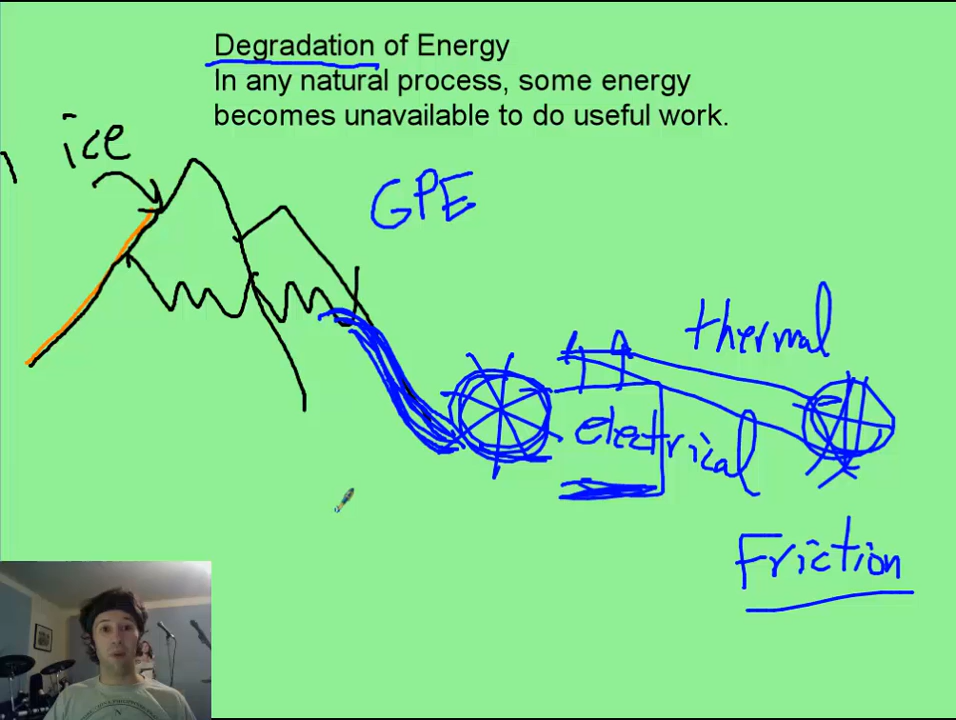 Degradation of Energy
In any natural process, some energy
becomes unavailable to do useful work.
ice
GPE
thermal
electrical
Friction